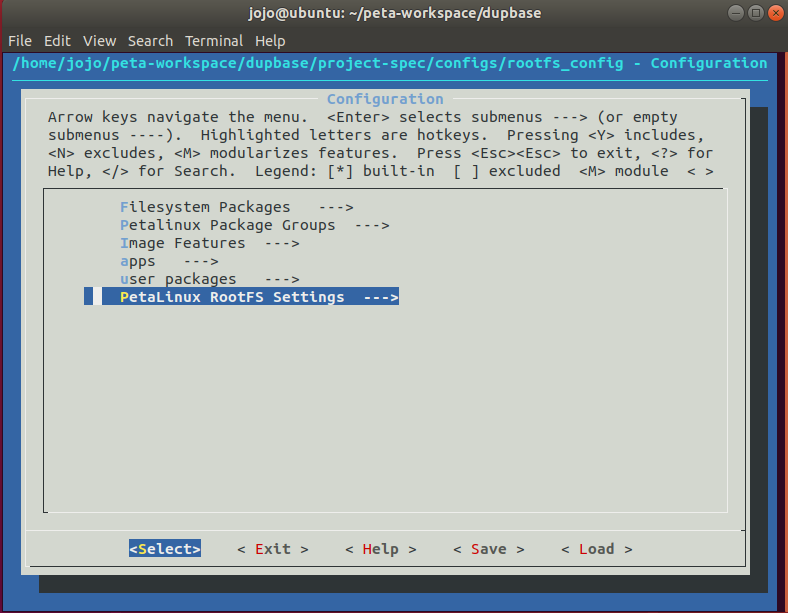 jojo@ubuntu: ~/peta-workspace/dupbase
File Edit View Search Terminal Help
/home/jojo/peta-workspace/dupbase/project-spec/configs/rootfs_config - Configuration
Configuration
Arrow keys navigate the menu.  <Enter> selects submenus ---> (or empty
submenus ----).  Highlighted letters are hotkeys.  Pressing <Y> includes,
<N> excludes, <M> modularizes features.  Press <Esc><Esc> to exit, <?> for
Help, </> for Search.  Legend: [*] built-in  [ ] excluded  <M> module  < >
Filesystem Packages   --->
Petalinux Package Groups  --->
Image Features  --->
apps   --->
user packages   --->
PetaLinux RootFS Settings  --->
<Select>    < Exit >    < Help >    < Save >    < Load >